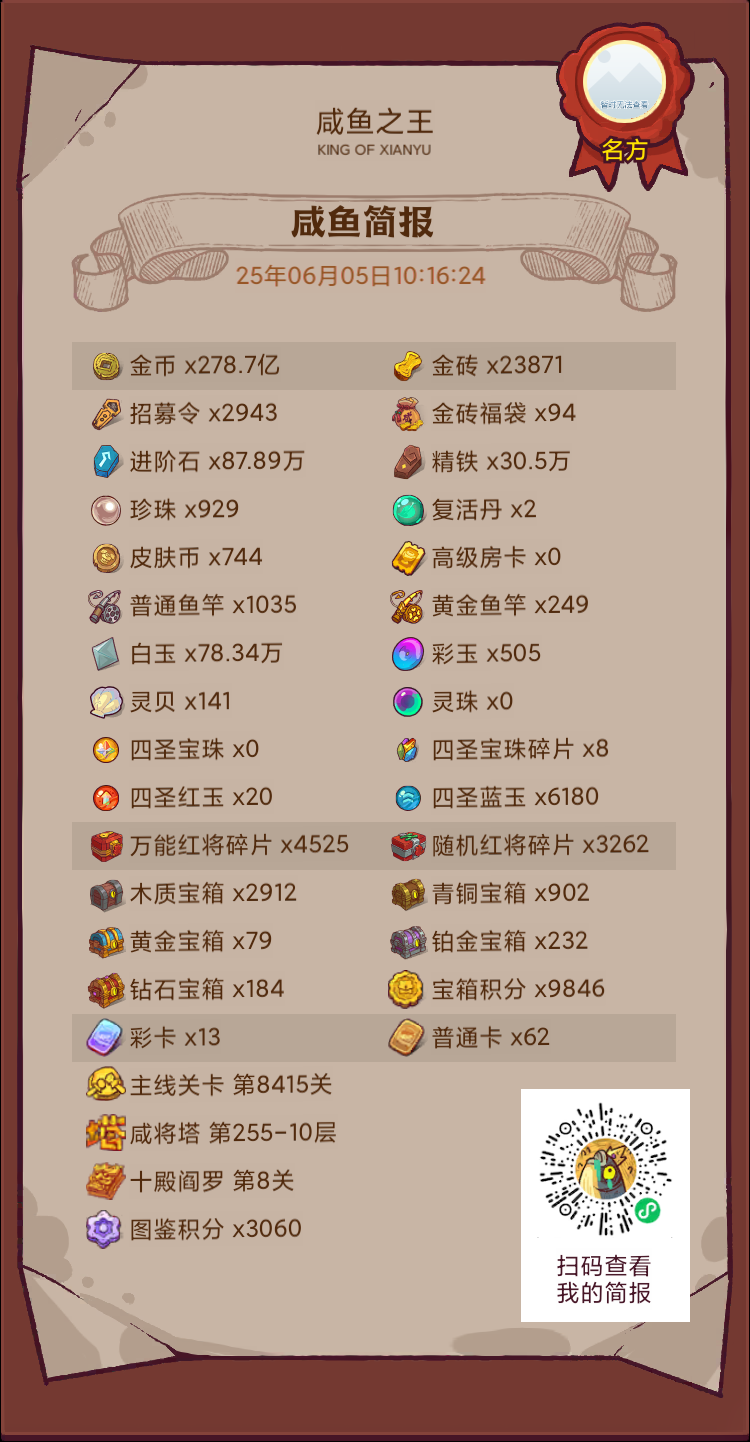 暂时无法查看
名方
咸鱼之王
KING OF XIANYU
咸鱼简报
25年06月05日10:16:24
金币 x278.7亿
金砖 x23871
招募令 x2943
金砖福袋 x94
进阶石 x87.89万
精铁 x30.5万
珍珠 x929
复活丹 x2
皮肤币 x744
高级房卡 x0
普通鱼竿 x1035
黄金鱼竿 x249
白玉 x78.34万
彩玉 x505
灵贝 x141
灵珠 x0
四圣宝珠 x0
四圣宝珠碎片 x8
四圣红玉 x20
四圣蓝玉 x6180
万能红将碎片 x4525
随机红将碎片 x3262
木质宝箱 x2912
青铜宝箱 x902
黄金宝箱 x79
铂金宝箱 x232
钻石宝箱 x184
宝箱积分 x9846
彩卡 x13
普通卡 x62
主线关卡 第8415关
塔
咸将塔 第255-10层
十殿阎罗 第8关
图鉴积分 x3060
扫码查看
我的简报